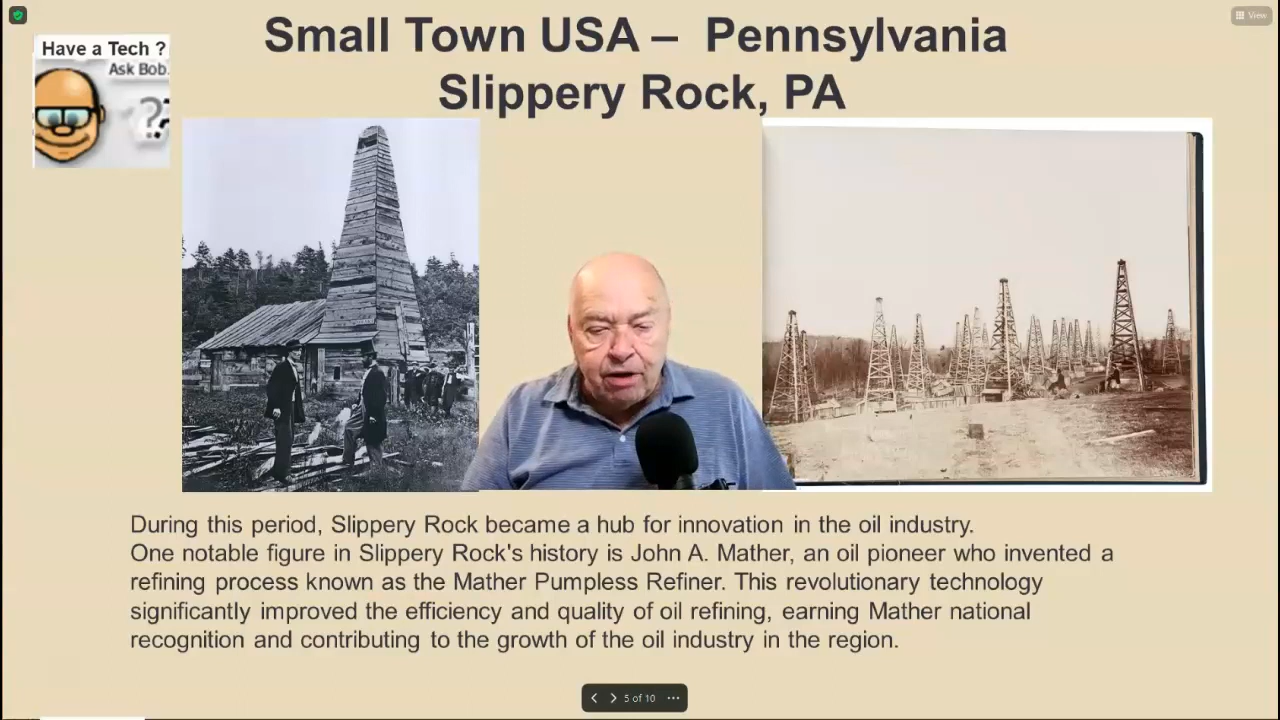 View
Have a Tech ?
Ask Bob.
??
Small Town USA – Pennsylvania
Slippery Rock, PA
During this period, Slippery Rock became a hub for innovation in the oil industry.
One notable figure in Slippery Rock's history is John A. Mather, an oil pioneer who invented a
refining process known as the Mather Pumpless Refiner. This revolutionary technology
significantly improved the efficiency and quality of oil refining, earning Mather national
recognition and contributing to the growth of the oil industry in the region.
5 of 10